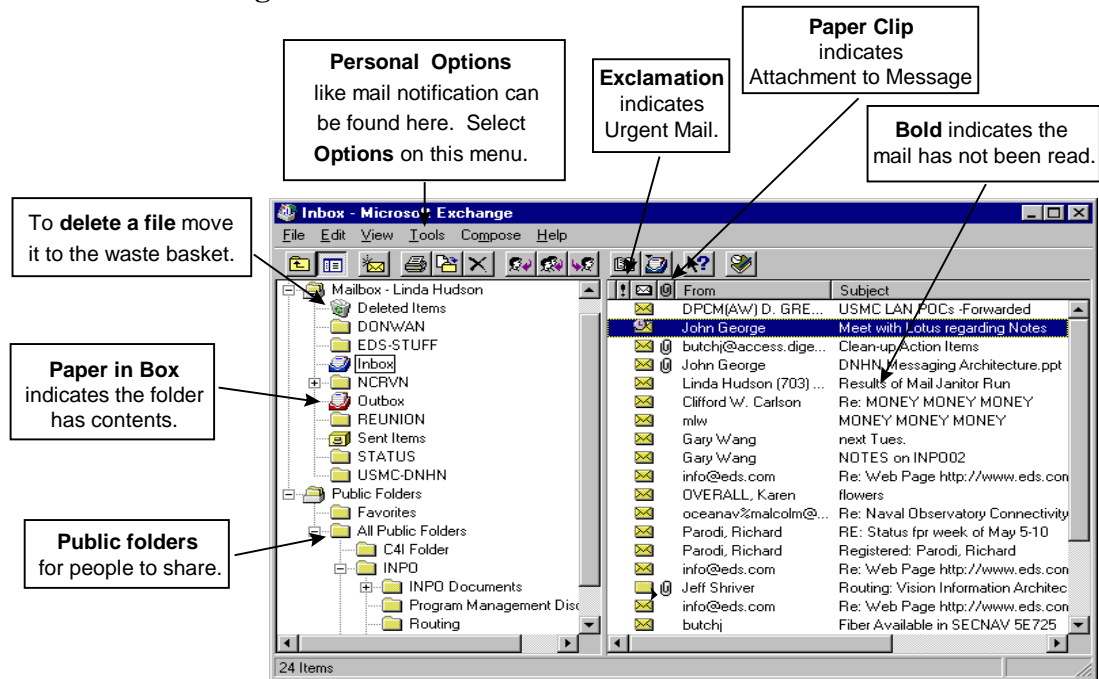 Paper Clip
indicates
Attachment to Message
Personal Options
like mail notification can
be found here. Select
Options on this menu.
Exclamation
indicates
Urgent Mail.
Bold indicates the
mail has not been read.
To delete a file move
it to the waste basket.
Paper in Box
indicates the folder
has contents.
Public folders
for people to share.
Inbox - Microsoft Exchange
File Edit View Tools Compose Help
Mailbox - Linda Hudson
Deleted Items
DONWAN
EDS-STUFF
Inbox
NCRVN
Outbox
REUNION
Sent Items
STATUS
USMC-DNHN
Public Folders
Favorites
All Public Folders
C4I Folder
INPO
INPO Documents
Program Management Disc
Routing
! From Subject
DPCM(AW) D. GRE... USMC LAN POCs -Forwarded
John George Meet with Lotus regarding Notes
butchj@access.dige... Clean-up Action Items
John George DNHN Messaging Architecture.ppt
Linda Hudson (703) ... Results of Mail Janitor Run
Clifford W. Carlson Re: MONEY MONEY MONEY
mlw MONEY MONEY MONEY
Gary Wang next Tues.
Gary Wang NOTES on INPO02
info@eds.com Re: Web Page http://www.eds.con
OVERALL, Karen flowers
oceanav%malcolm@... Re: Naval Observatory Connectivity
Parodi, Richard RE: Status fpr week of May 5-10
Parodi, Richard Registered: Parodi, Richard
info@eds.com Re: Web Page http://www.eds.con
Jeff Shriver Routing: Vision Information Architec
info@eds.com Re: Web Page http://www.eds.con
butchj Fiber Available in SECNAV 5E725
24 Items